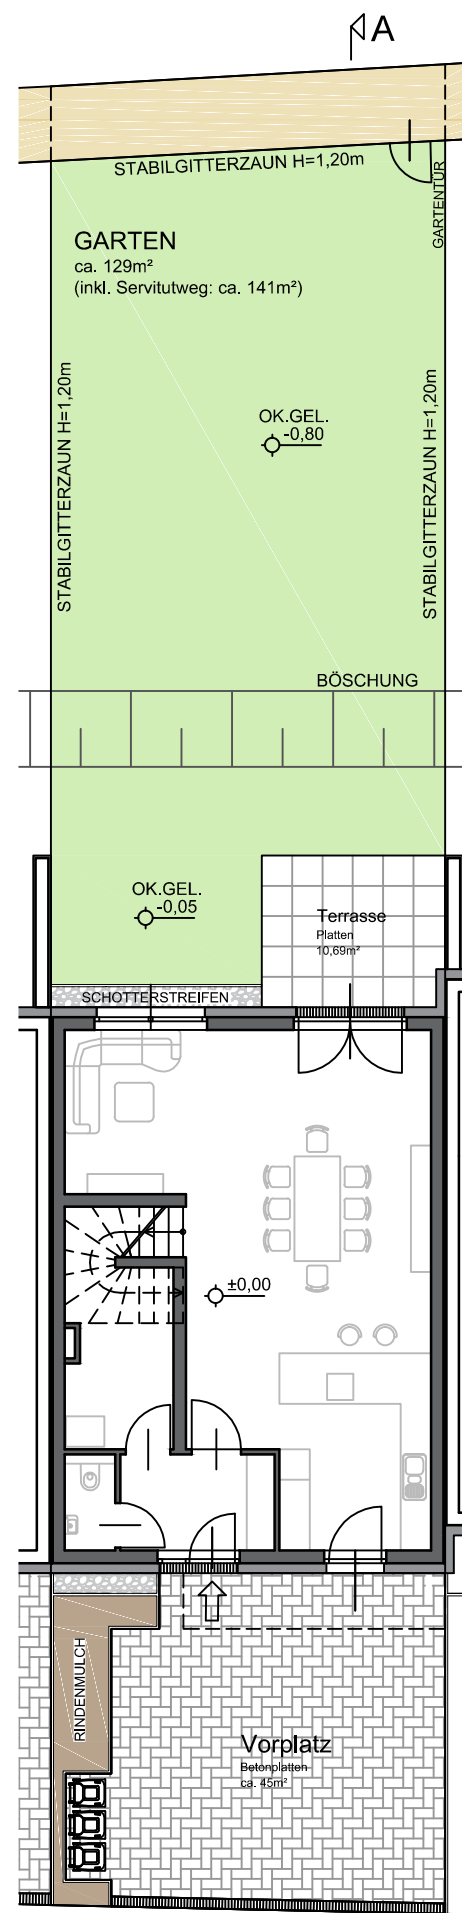 A
STABILGITTERZAUN H=1,20m
GARTENTÜR
GARTEN
ca. 129m²
(inkl. Servitutweg: ca. 141m²)
STABILGITTERZAUN H=1,20m
STABILGITTERZAUN H=1,20m
OK.GEL.
-0,80
BÖSCHUNG
OK.GEL.
-0,05
Terrasse
Platten
10,69m²
SCHOTTERSTREIFEN
±0,00
RINDENMULCH
Vorplatz
Betonplatten
ca. 45m²